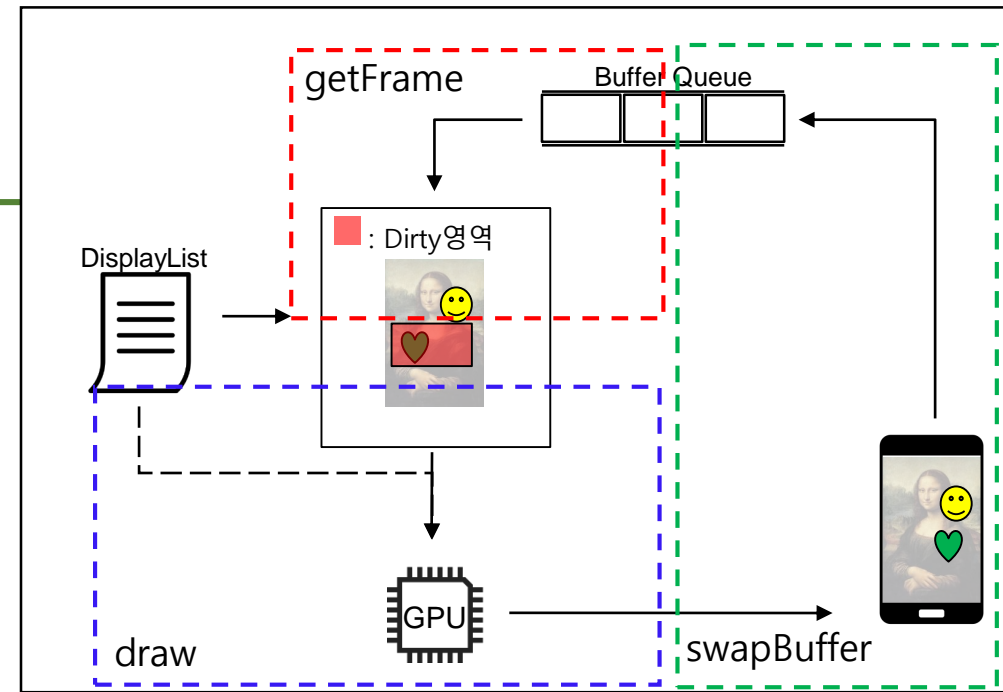 getFrame
Buffer Queue
: Dirty영역
DisplayList
GPU
draw
swapBuffer